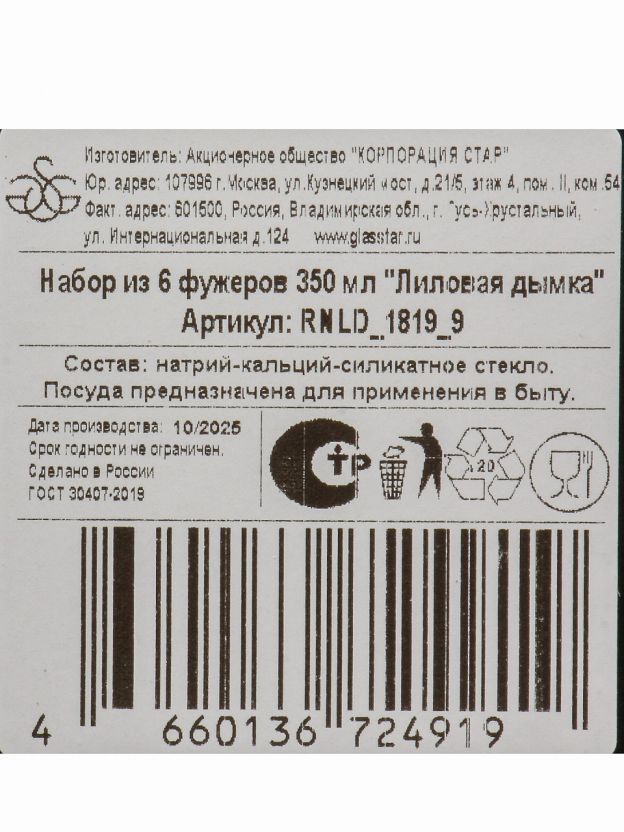 Изготовитель: Акционерное общество "КОРПОРАЦИЯ СТАР"
Юр. адрес: 107996 г.Москва, ул.Кузнецкий мост, д.21/5, этаж 4, пом. II, ком.54
Факт. адрес: 601500, Россия, Владимирская обл., г. Гусь-Хрустальный,
ул. Интернациональная д.124 www.glasstar.ru
Набор из 6 фужеров 350 мл "Лиловая дымка"
Артикул: RNLD_1819_9
Состав: натрий-кальций-силикатное стекло.
Посуда предназначена для применения в быту.
Дата производства: 10/2025
Срок годности не ограничен.
Сделано в России
ГОСТ 30407-2019
С тр
20
4 660136 724919